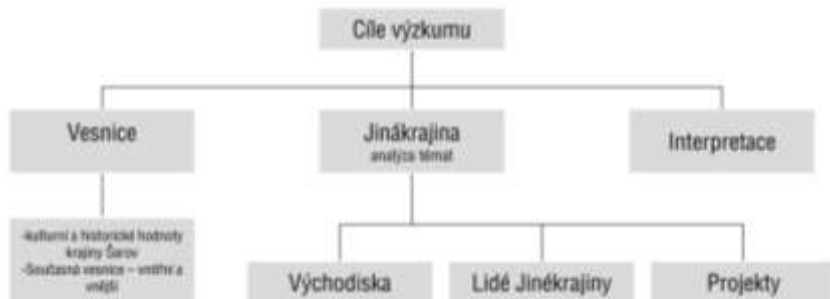 Cíle výzkumu
Vesnice
Jinákrajina
analýza témat
Interpretace
-kulturní a historické hodnoty
krajiny Šarov
-Současná vesnice – vnitřní a
vnější
Východiska
Lidé Jinékrajiny
Projekty